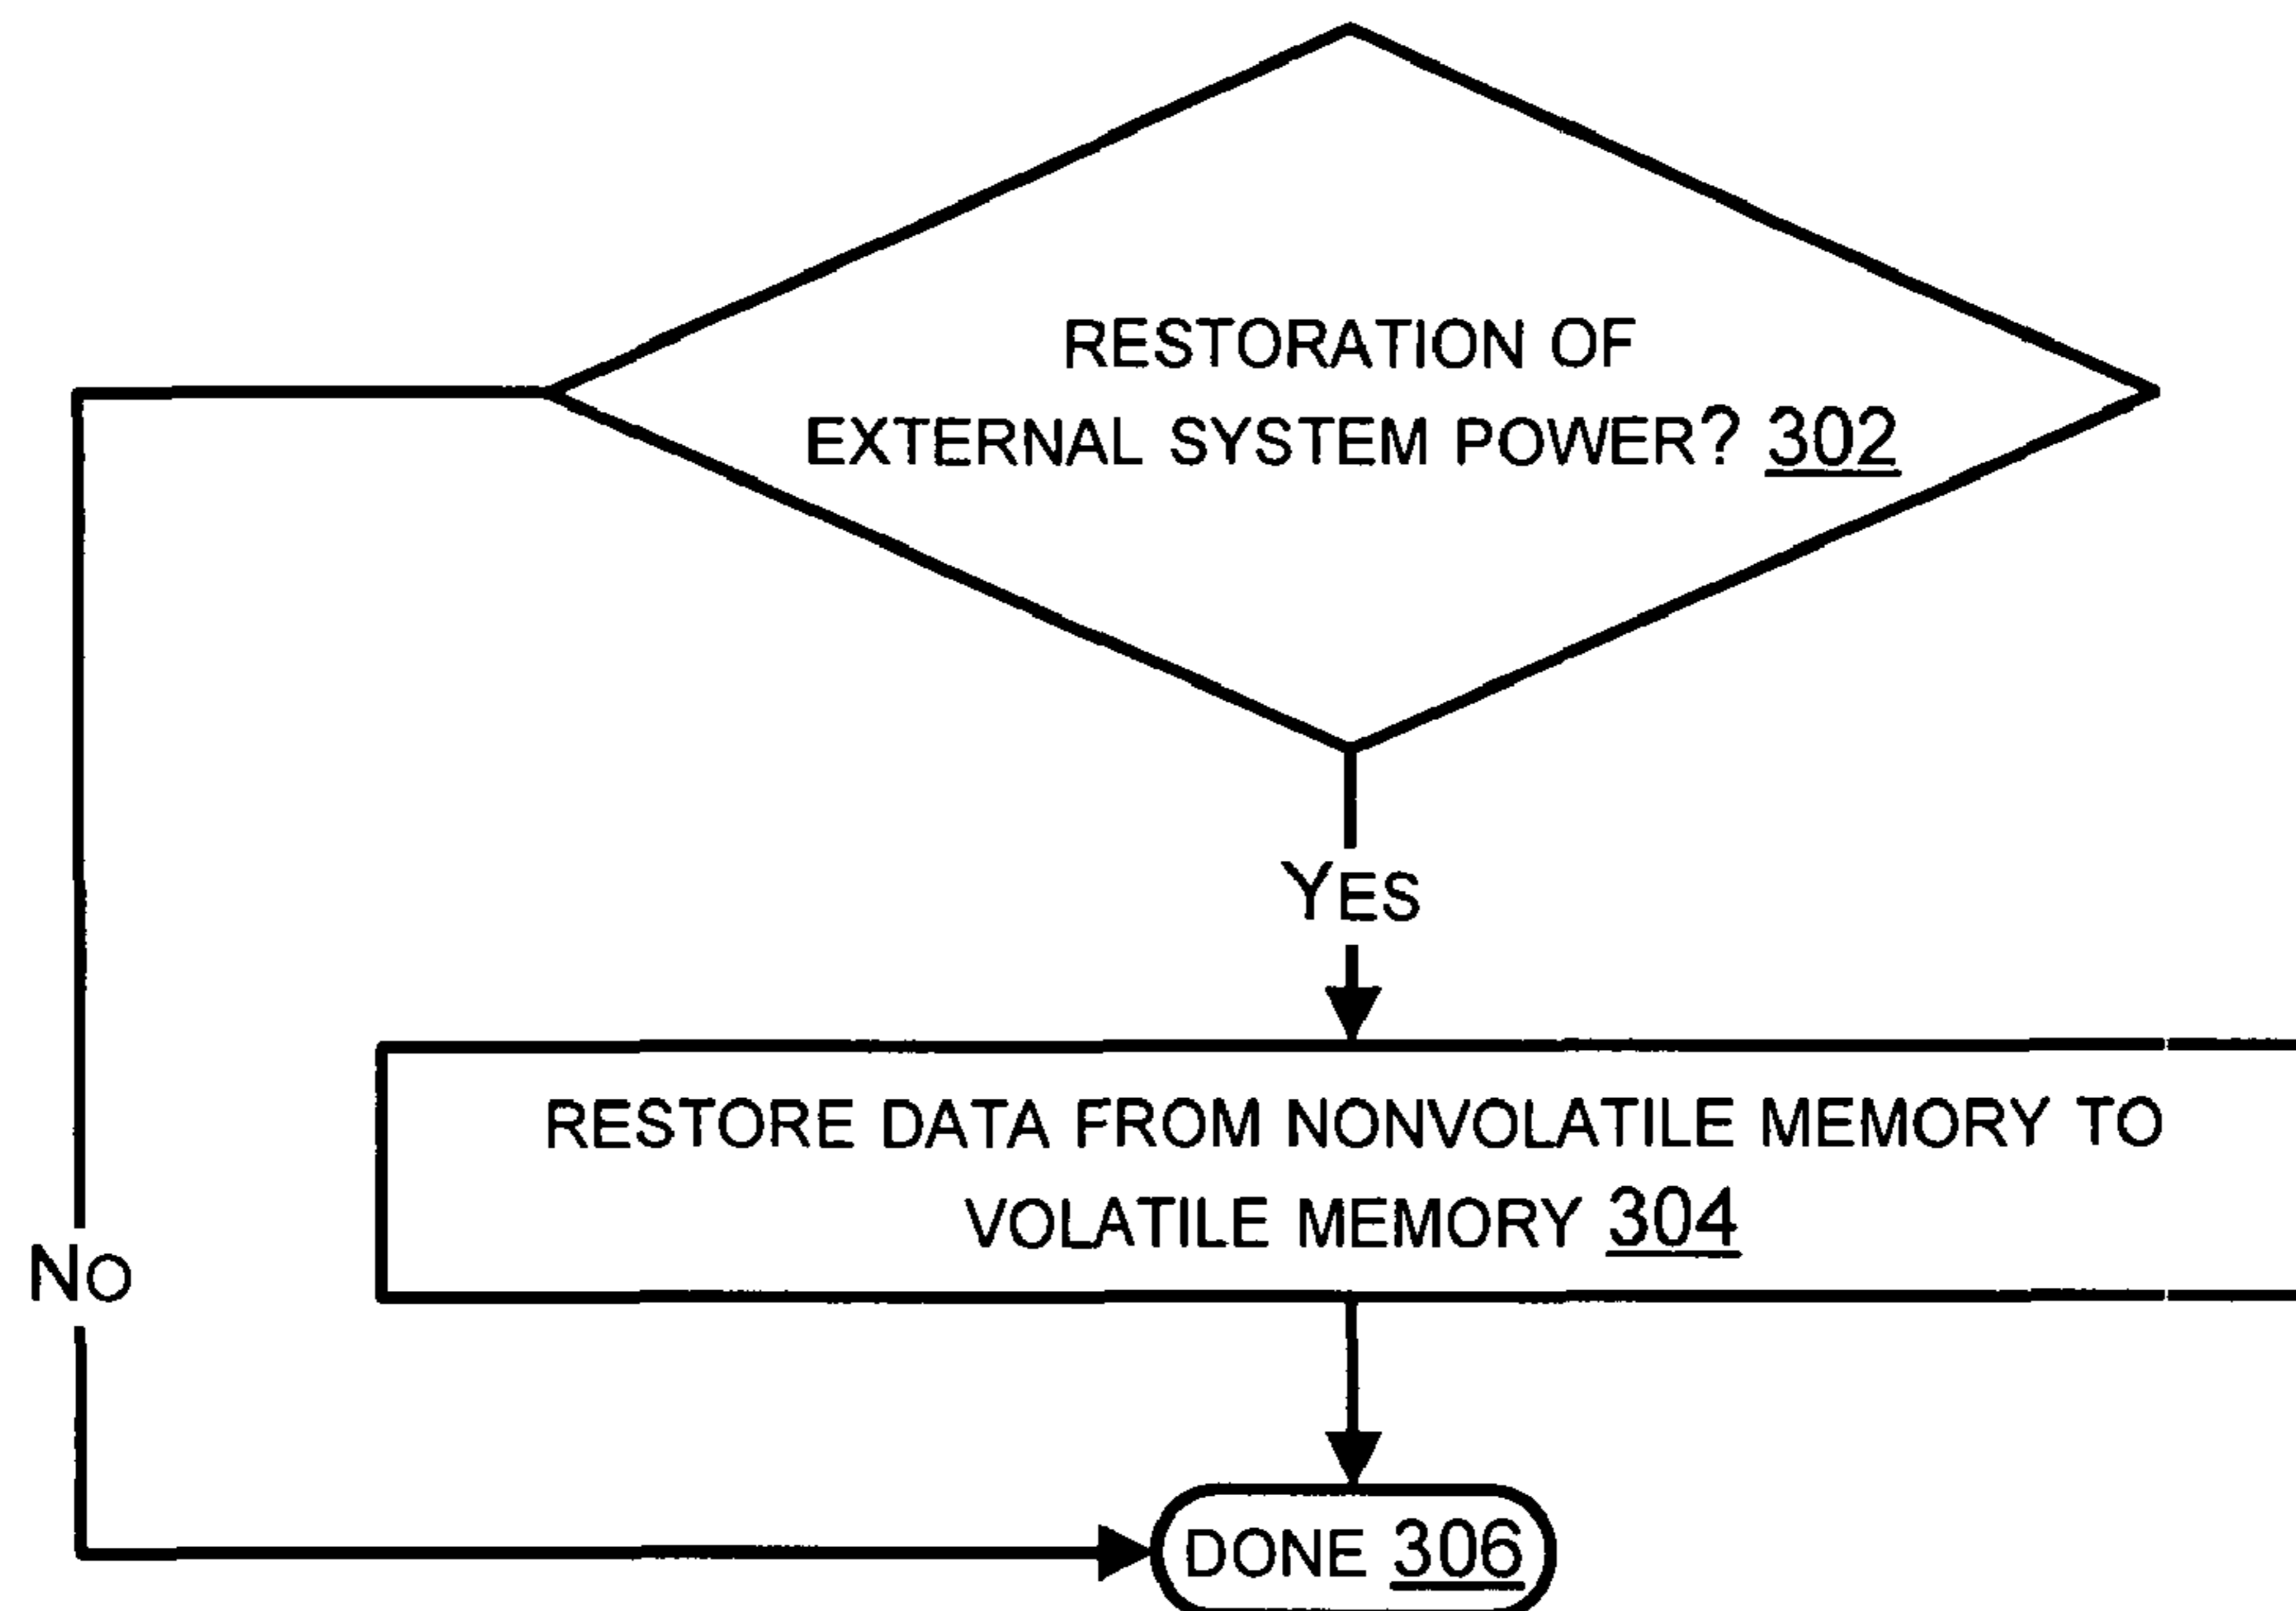 RESTORATION OF
EXTERNAL SYSTEM POWER? 302
YES
RESTORE DATA FROM NONVOLATILE MEMORY TO
VOLATILE MEMORY 304
NO
DONE 306